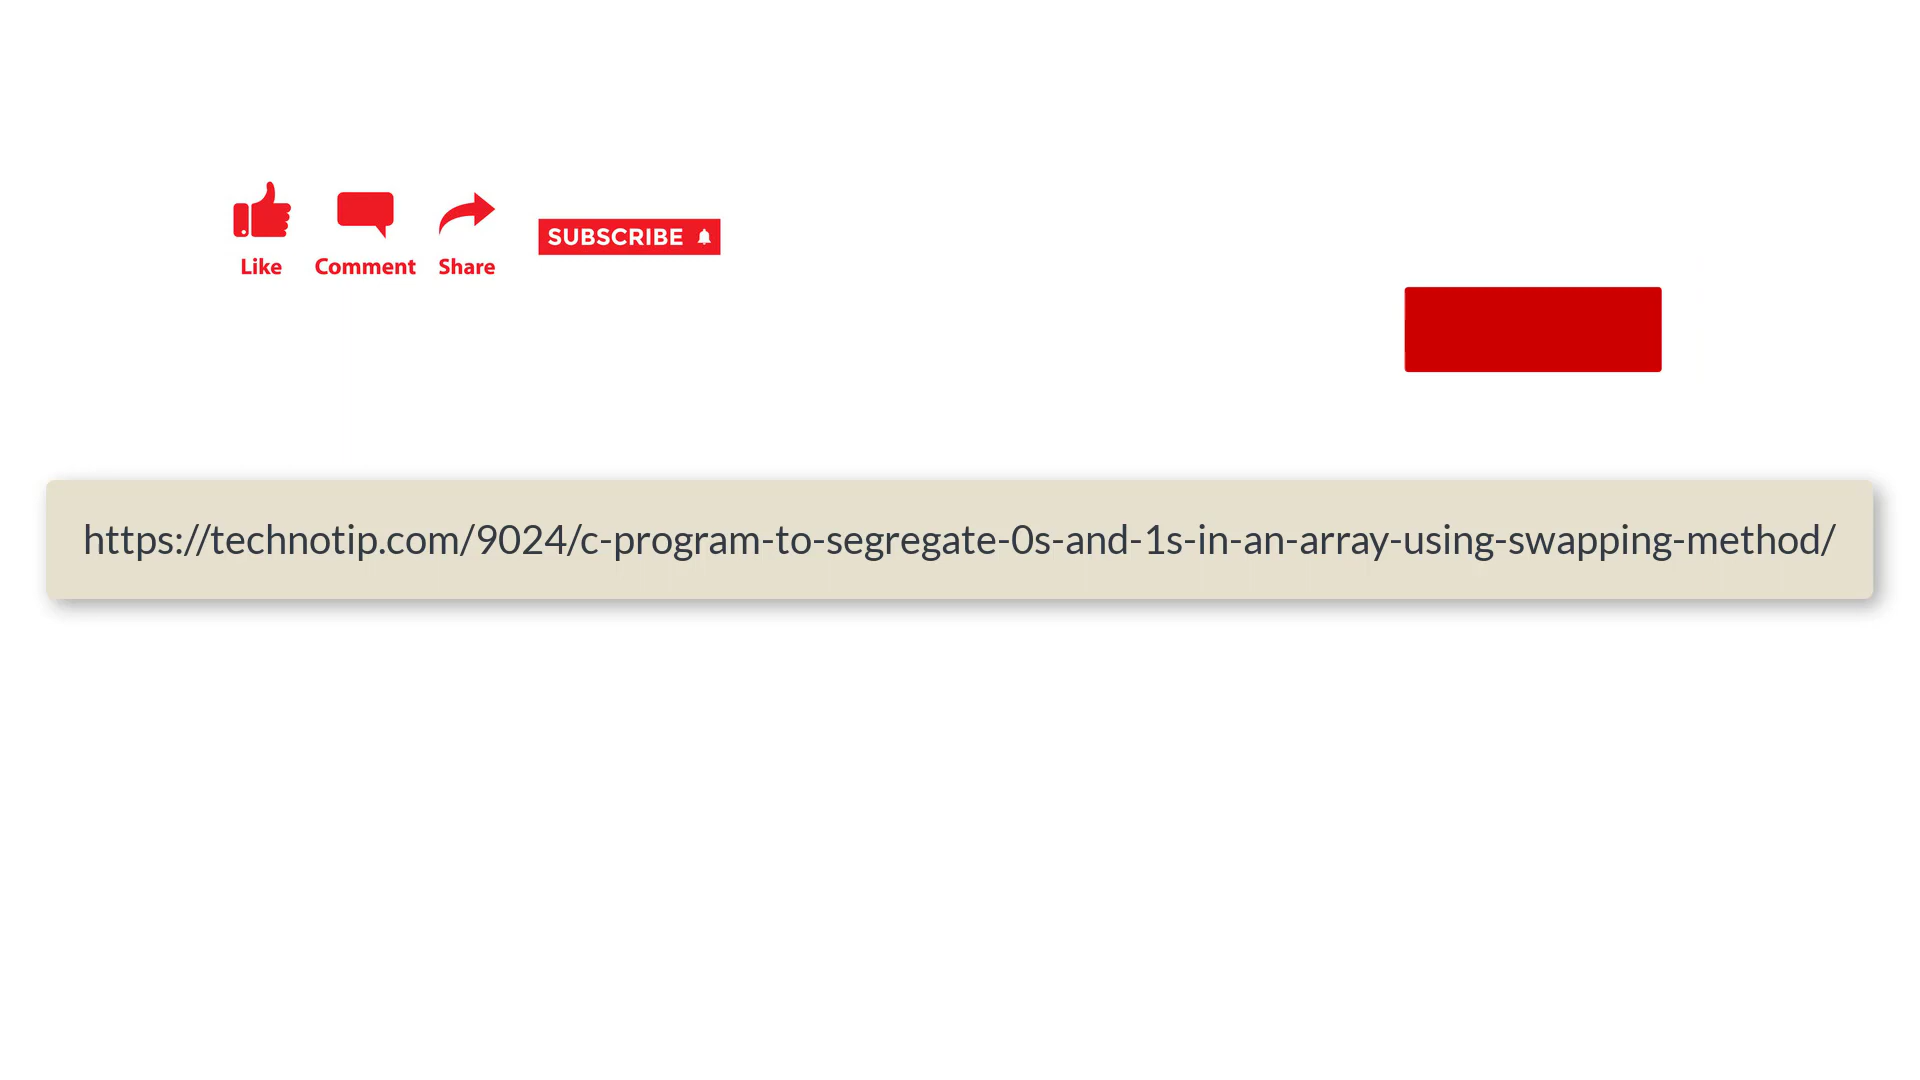 Like Comment Share
SUBSCRIBE
https://technotip.com/9024/c-program-to-segregate-0s-and-1s-in-an-array-using-swapping-method/